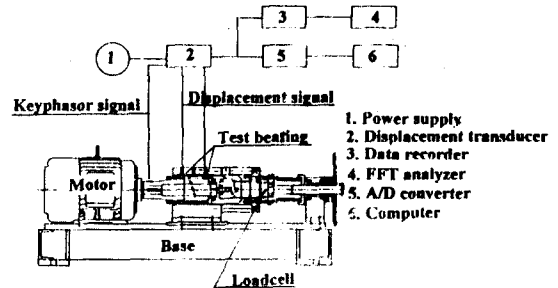 3
4
1
2
5
6
Keyphasor signal
Displacement signal
Test beating
Motor
1. Power supply
2. Displacement transducer
3. Data recorder
4. FFT analyzer
5. A/D converter
6. Computer
Base
Loadcell